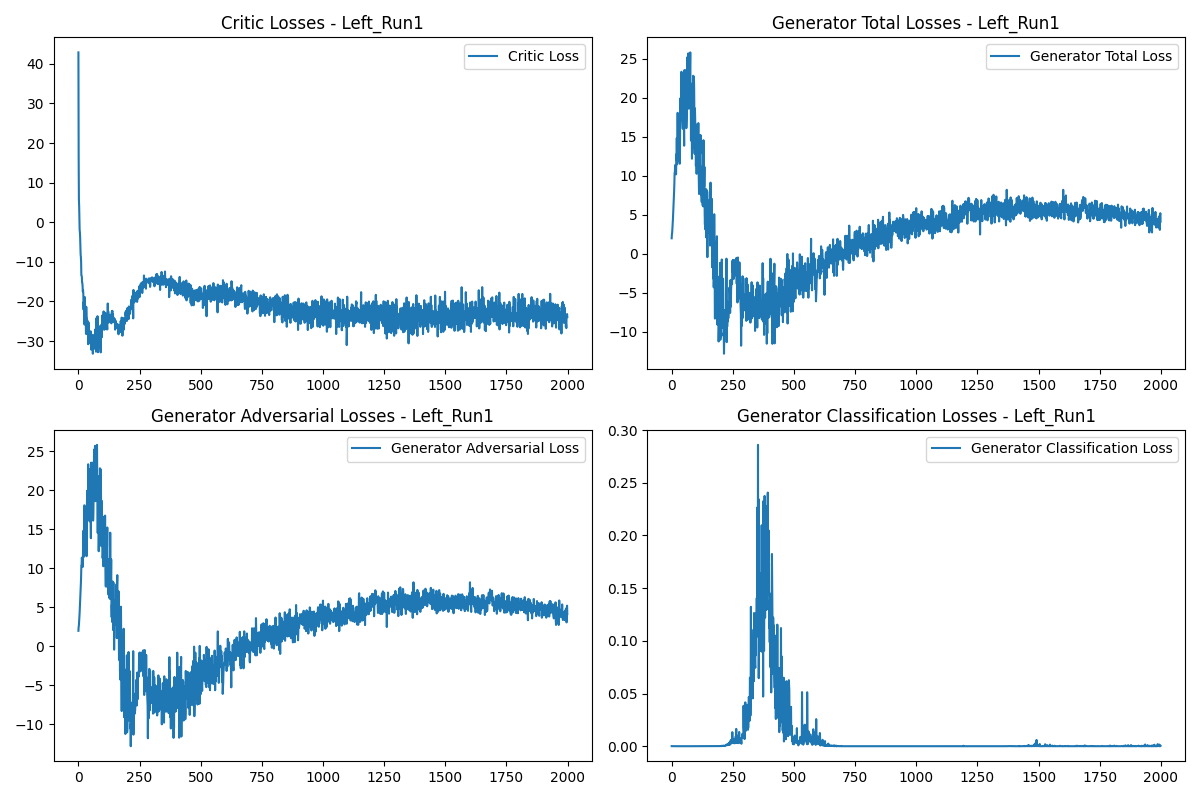 Critic Losses - Left_Run1
Critic Loss
40
30
20
10
0
−10
−20
−30
0 250 500 750 1000 1250 1500 1750 2000
Generator Total Losses - Left_Run1
Generator Total Loss
25
20
15
10
5
0
−5
−10
0 250 500 750 1000 1250 1500 1750 2000
Generator Adversarial Losses - Left_Run1
Generator Adversarial Loss
25
20
15
10
5
0
−5
−10
0 250 500 750 1000 1250 1500 1750 2000
Generator Classification Losses - Left_Run1
Generator Classification Loss
0.30
0.25
0.20
0.15
0.10
0.05
0.00
0 250 500 750 1000 1250 1500 1750 2000